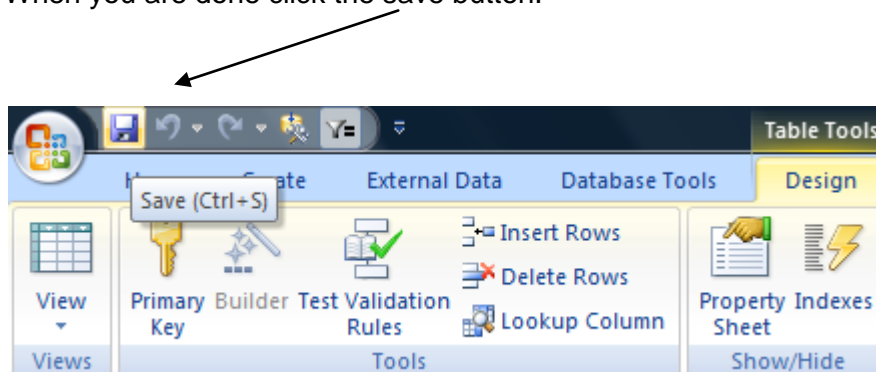 When you are done click the save button.
Table Tools
Create External Data Database Tools Design
Save (Ctrl+S)
Insert Rows
Delete Rows
Lookup Column
View
Primary Key
Builder
Test Validation Rules
Property Sheet
Indexes
Views Tools Show/Hide